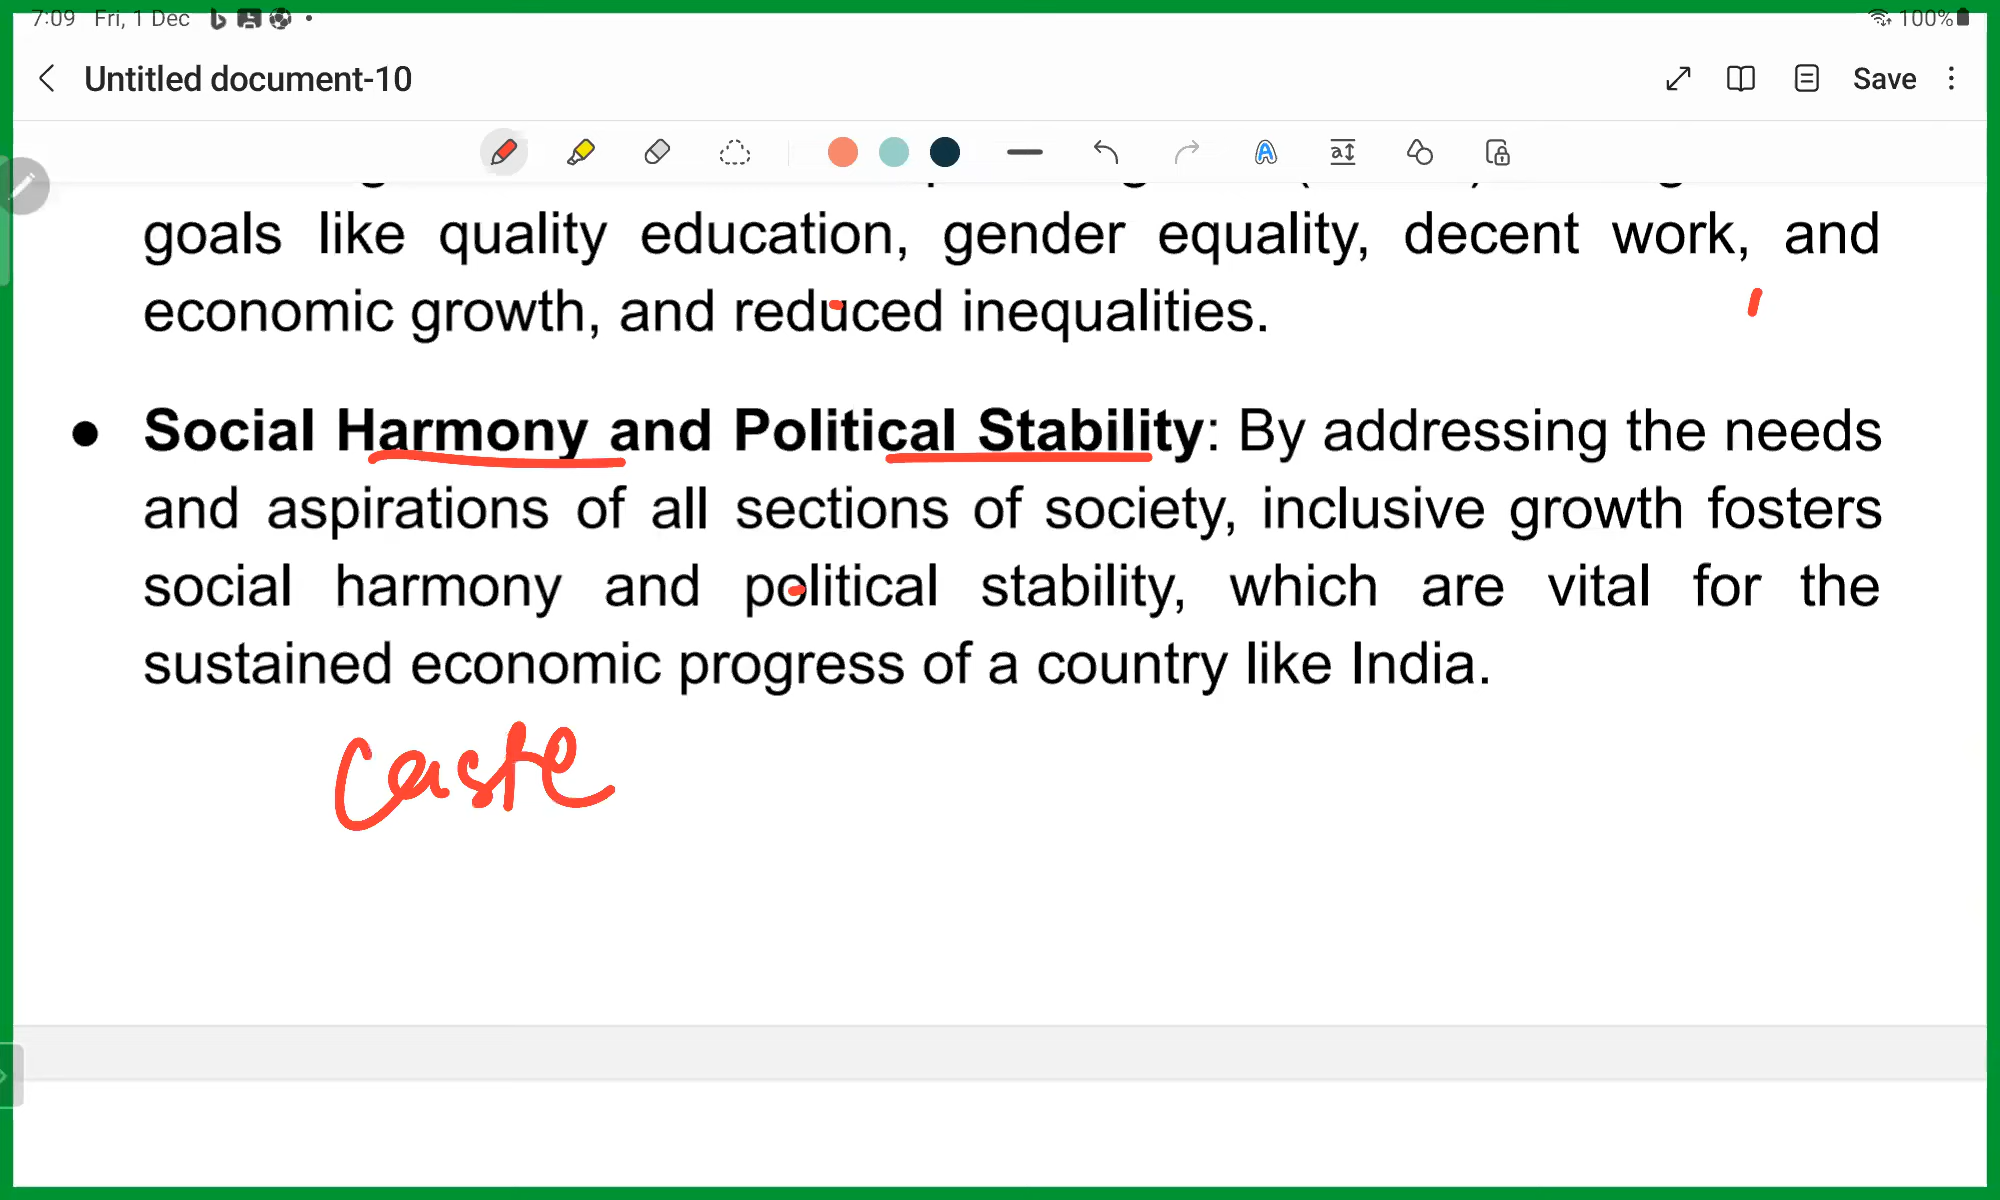 7:09 Fri, 1 Dec
100%
Untitled document-10
Save
goals like quality education, gender equality, decent work, and
economic growth, and reduced inequalities.
● Social Harmony and Political Stability: By addressing the needs
and aspirations of all sections of society, inclusive growth fosters
social harmony and political stability, which are vital for the
sustained economic progress of a country like India.
Caste